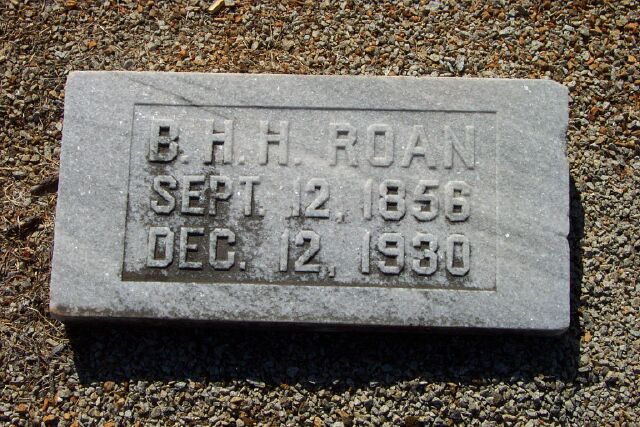 B. H. H. ROAN
SEPT. 12, 1856
DEC. 12, 1930